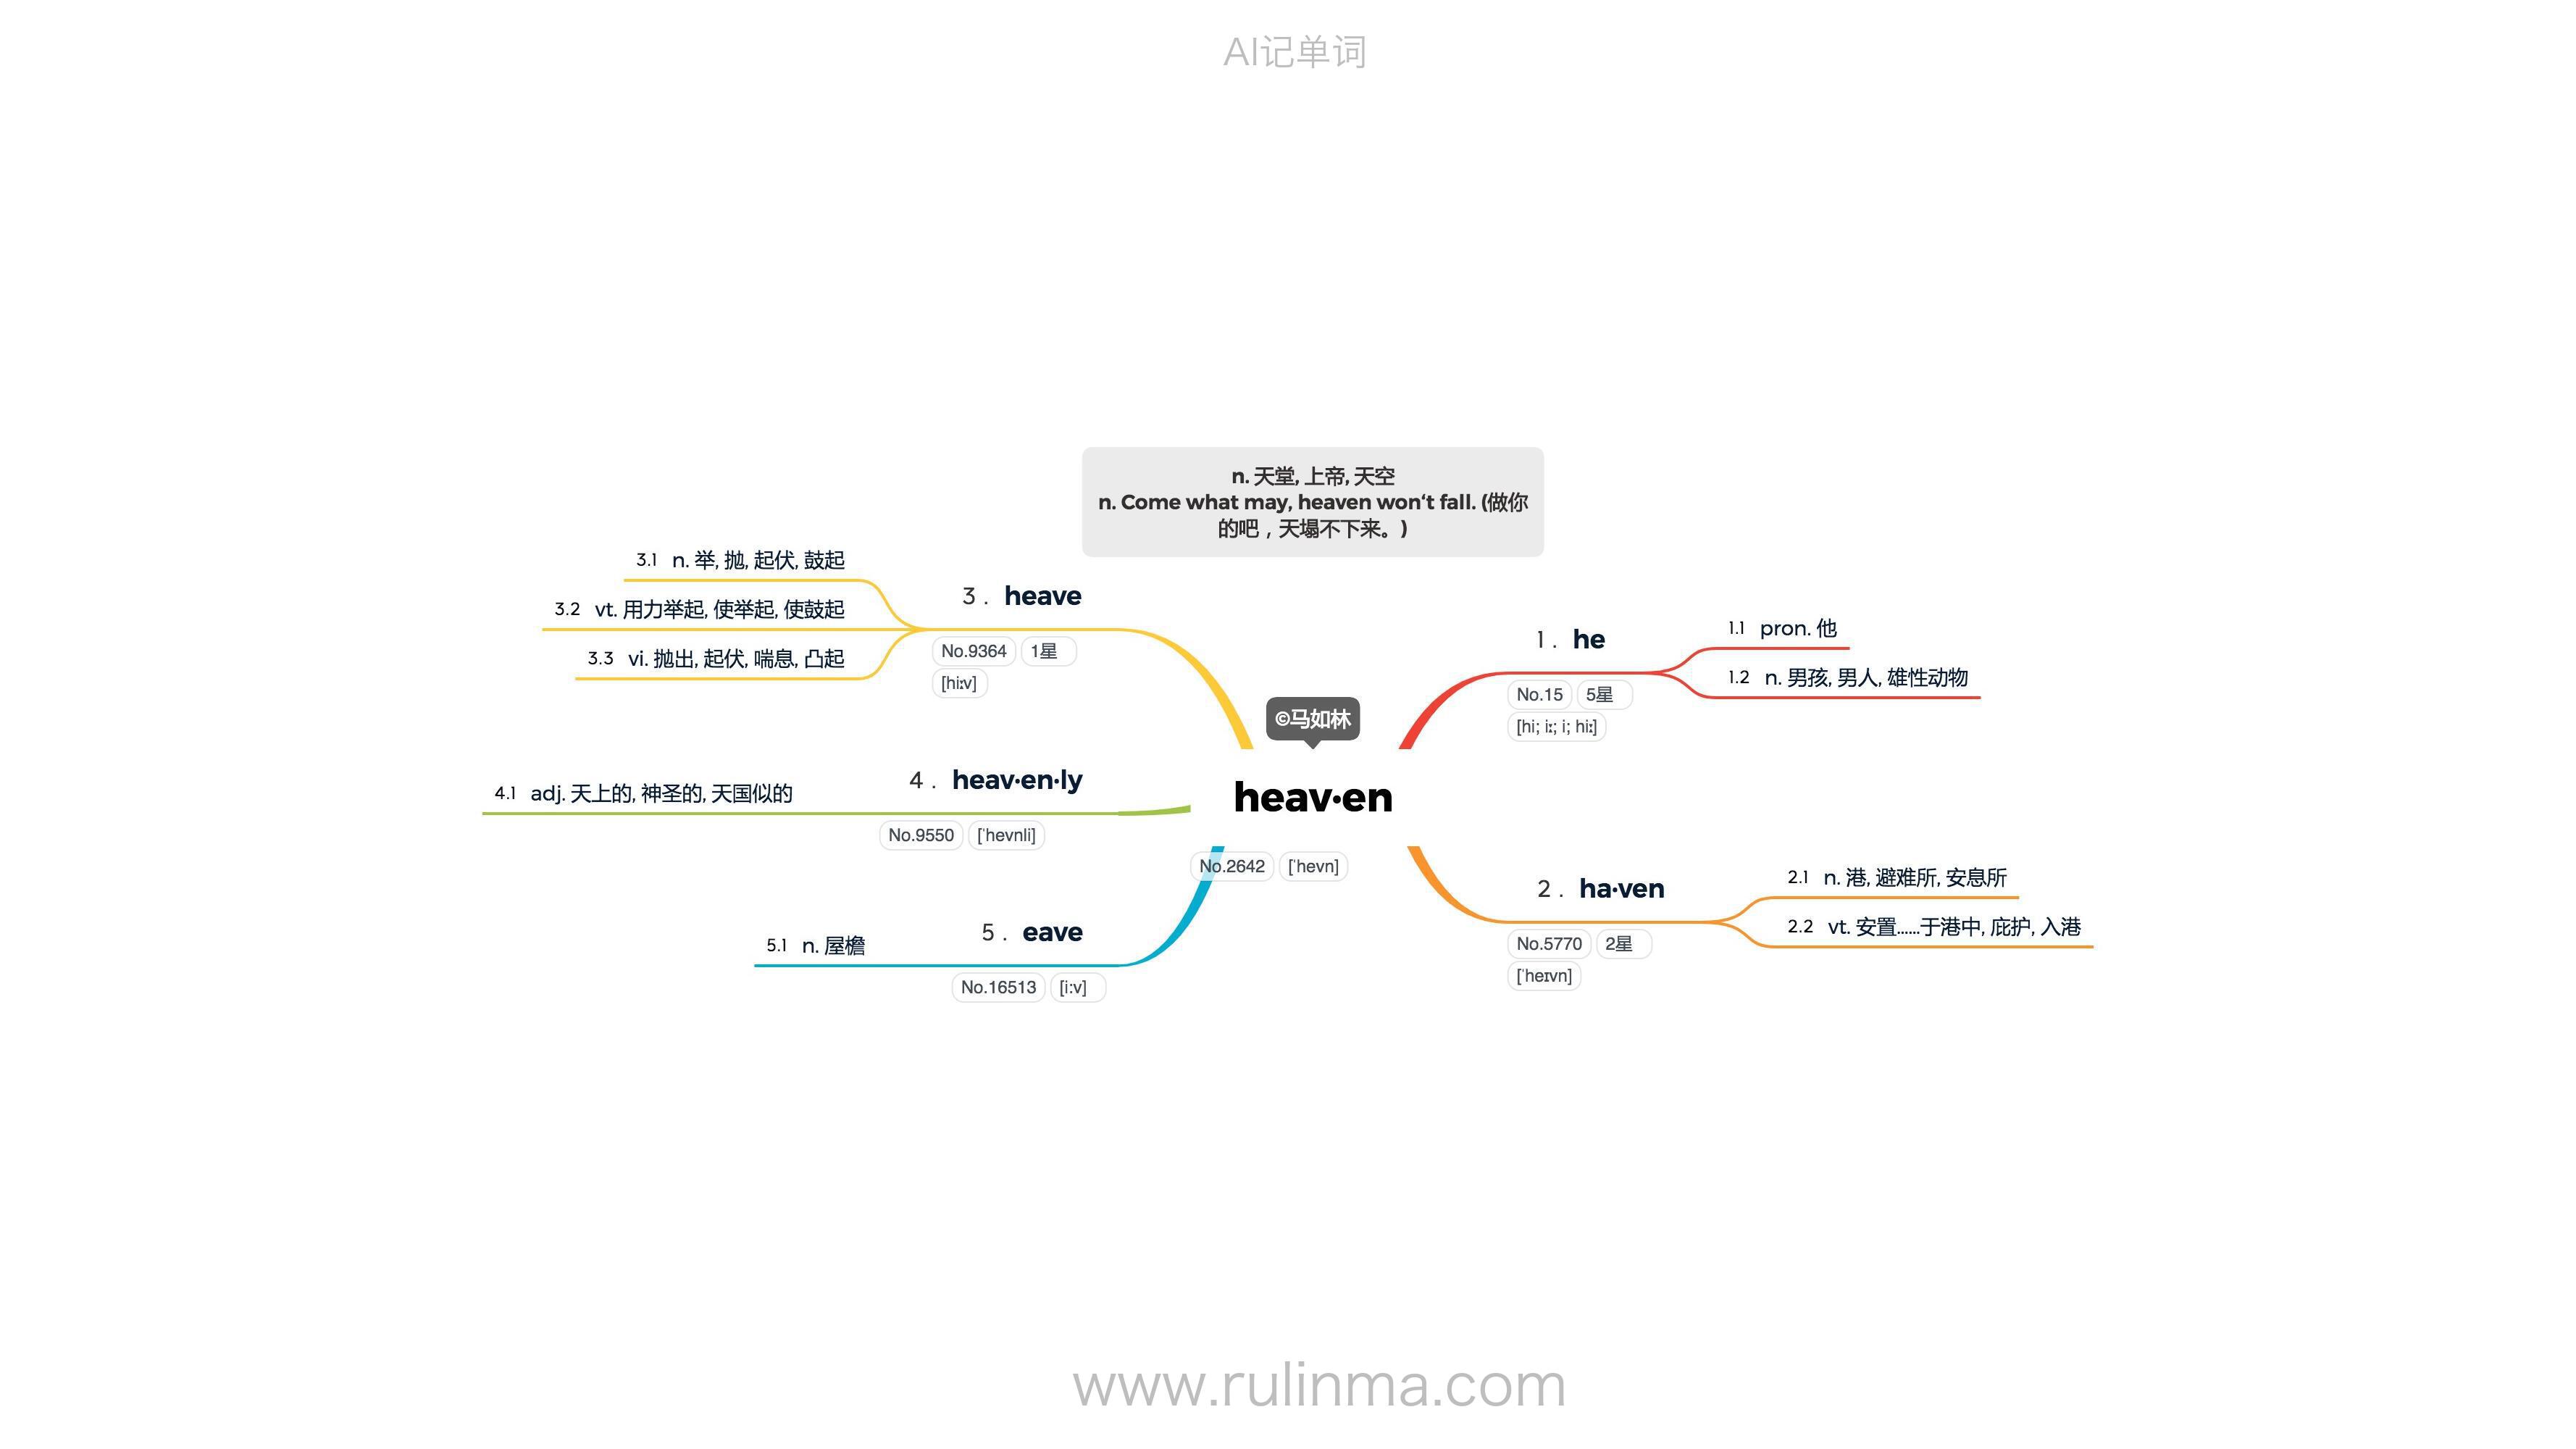 AI记单词
n. 天堂, 上帝, 天空
n. Come what may, heaven won‘t fall. (做你
的吧，天塌不下来。)
©马如林
heav·en
No.2642 [ˈhevn]
1 . he
No.15 5星
[hi; iː; i; hiː]
1.1 pron. 他
1.2 n. 男孩, 男人, 雄性动物
2 . ha·ven
No.5770 2星
[ˈheɪvn]
2.1 n. 港, 避难所, 安息所
2.2 vt. 安置……于港中, 庇护, 入港
3 . heave
No.9364 1星
[hiːv]
3.1 n. 举, 抛, 起伏, 鼓起
3.2 vt. 用力举起, 使举起, 使鼓起
3.3 vi. 抛出, 起伏, 喘息, 凸起
4 . heav·en·ly
No.9550 [ˈhevnli]
4.1 adj. 天上的, 神圣的, 天国似的
5 . eave
No.16513 [i:v]
5.1 n. 屋檐
www.rulinma.com